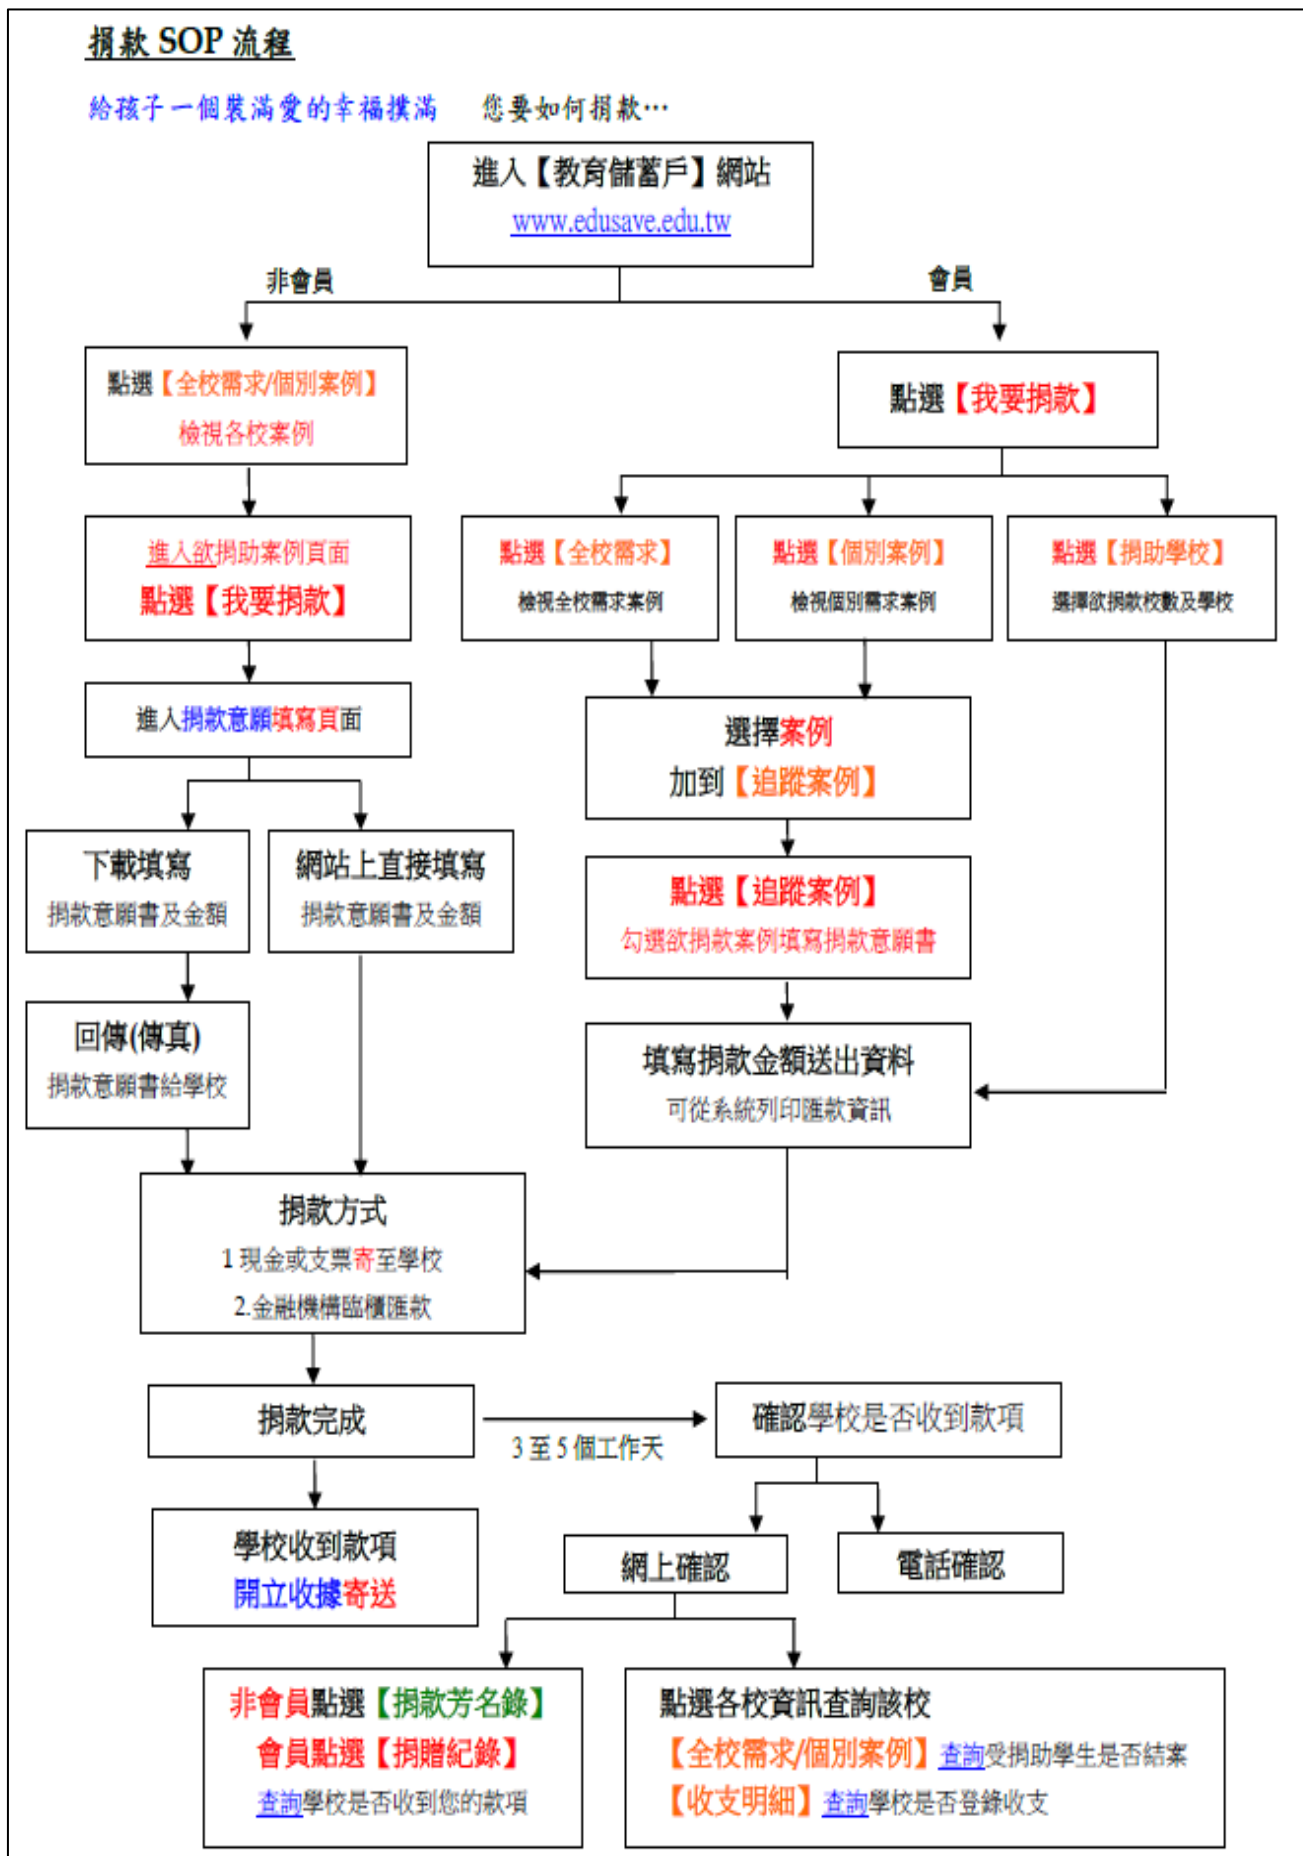 捐款 SOP 流程
給孩子一個裝滿愛的幸福撲滿 您要如何捐款…
進入【教育儲蓄戶】網站
www.edusave.edu.tw
非會員
會員
點選【全校需求/個別案例】
檢視各校案例
點選【我要捐款】
進入欲捐助案例頁面
點選【我要捐款】
點選【全校需求】
檢視全校需求案例
點選【個別案例】
檢視個別需求案例
點選【捐助學校】
選擇欲捐款校數及學校
進入捐款意願填寫頁面
選擇案例
加到【追蹤案例】
下載填寫
捐款意願書及金額
網站上直接填寫
捐款意願書及金額
點選【追蹤案例】
勾選欲捐款案例填寫捐款意願書
回傳(傳真)
捐款意願書給學校
填寫捐款金額送出資料
可從系統列印匯款資訊
捐款方式
1 現金或支票寄至學校
2.金融機構臨櫃匯款
捐款完成
3 至 5 個工作天
確認學校是否收到款項
學校收到款項
開立收據寄送
網上確認
電話確認
非會員點選【捐款芳名錄】
會員點選【捐贈紀錄】
查詢學校是否收到您的款項
點選各校資訊查詢該校
【全校需求/個別案例】查詢受捐助學生是否結案
【收支明細】查詢學校是否登錄收支